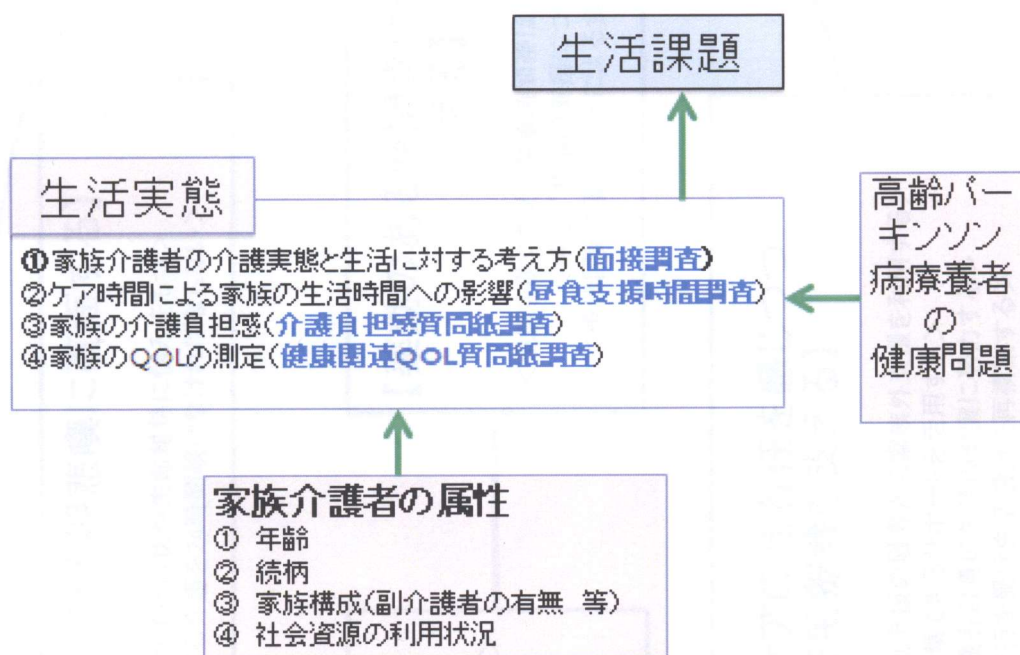 生活課題
生活実態
①家族介護者の介護実態と生活に対する考え方(面接調査)
②ケア時間による家族の生活時間への影響(昼食支援時間調査)
③家族の介護負担感(介護負担感質問紙調査)
④家族のQOLの測定(健康関連QOL質問紙調査)
高齢パー
キンソン
病療養者
の
健康問題
家族介護者の属性
① 年齢
② 続柄
③ 家族構成(副介護者の有無 等)
④ 社会資源の利用状況